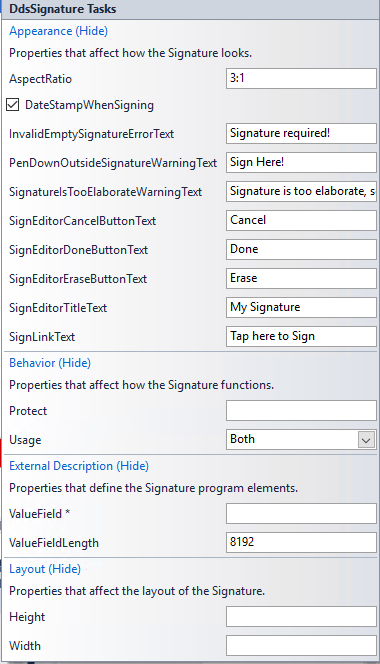 DdsSignature Tasks
Appearance (Hide)
Properties that affect how the Signature looks.
AspectRatio 3:1
DateStampWhenSigning
InvalidEmptySignatureErrorText Signature required!
PenDownOutsideSignatureWarningText Sign Here!
SignatureIsTooElaborateWarningText Signature is too elaborate, s
SignEditorCancelButtonText Cancel
SignEditorDoneButtonText Done
SignEditorEraseButtonText Erase
SignEditorTitleText My Signature
SignLinkText Tap here to Sign
Behavior (Hide)
Properties that affect how the Signature functions.
Protect
Usage Both
External Description (Hide)
Properties that define the Signature program elements.
ValueField *
ValueFieldLength 8192
Layout (Hide)
Properties that affect the layout of the Signature.
Height
Width